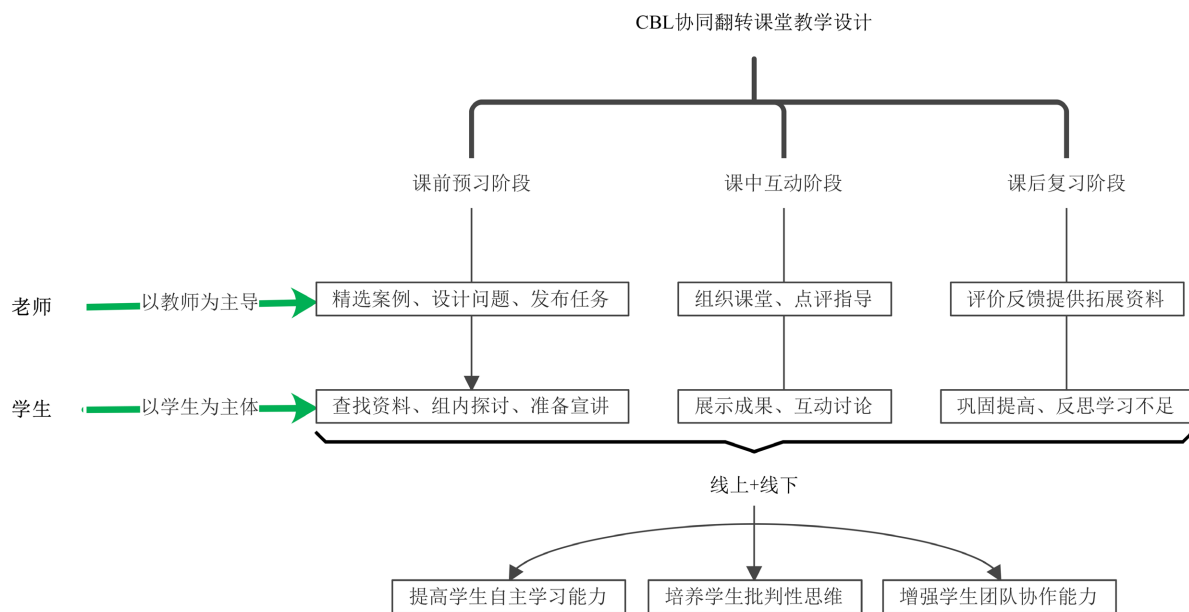 CBL协同翻转课堂教学设计
课前预习阶段
课中互动阶段
课后复习阶段
老师
以教师为主导
精选案例、设计问题、发布任务
组织课堂、点评指导
评价反馈提供拓展资料
学生
以学生为主体
查找资料、组内探讨、准备宣讲
展示成果、互动讨论
巩固提高、反思学习不足
线上+线下
提高学生自主学习能力
培养学生批判性思维
增强学生团队协作能力